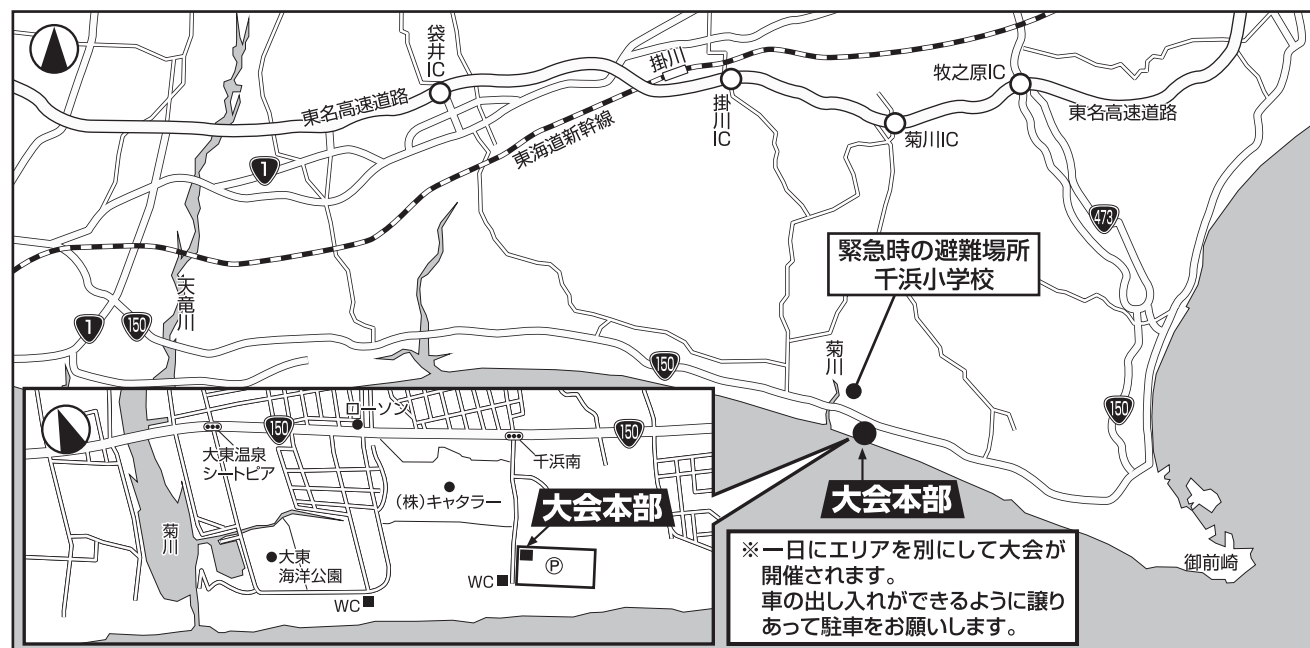 袋井IC
掛川
牧之原IC
東名高速道路
掛川IC
菊川IC
東名高速道路
東海道新幹線
1
473
緊急時の避難場所
千浜小学校
天竜川
1
150
菊川
150
150
大会本部
御前崎
※一日にエリアを別にして大会が
開催されます。
車の出し入れができるように譲り
あって駐車をお願いします。
ローソン
150
150
大東温泉
シートピア
千浜南
(株)キャタラー
大会本部
菊川
大東
海洋公園
P
WC
WC